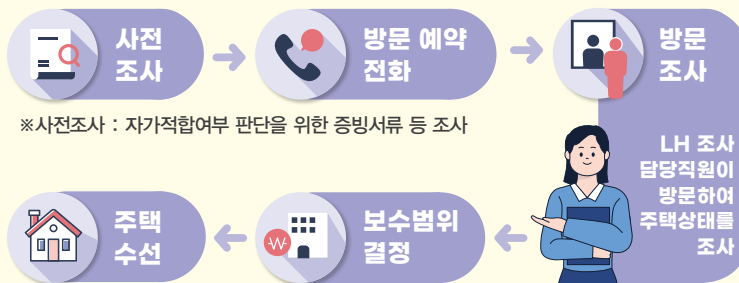 사전
조사
방문 예약
전화
방문
조사
※사전조사 : 자가적합여부 판단을 위한 증빙서류 등 조사
LH 조사
담당직원이
방문하여
주택상태를
조사
보수범위
결정
₩
주택
수선